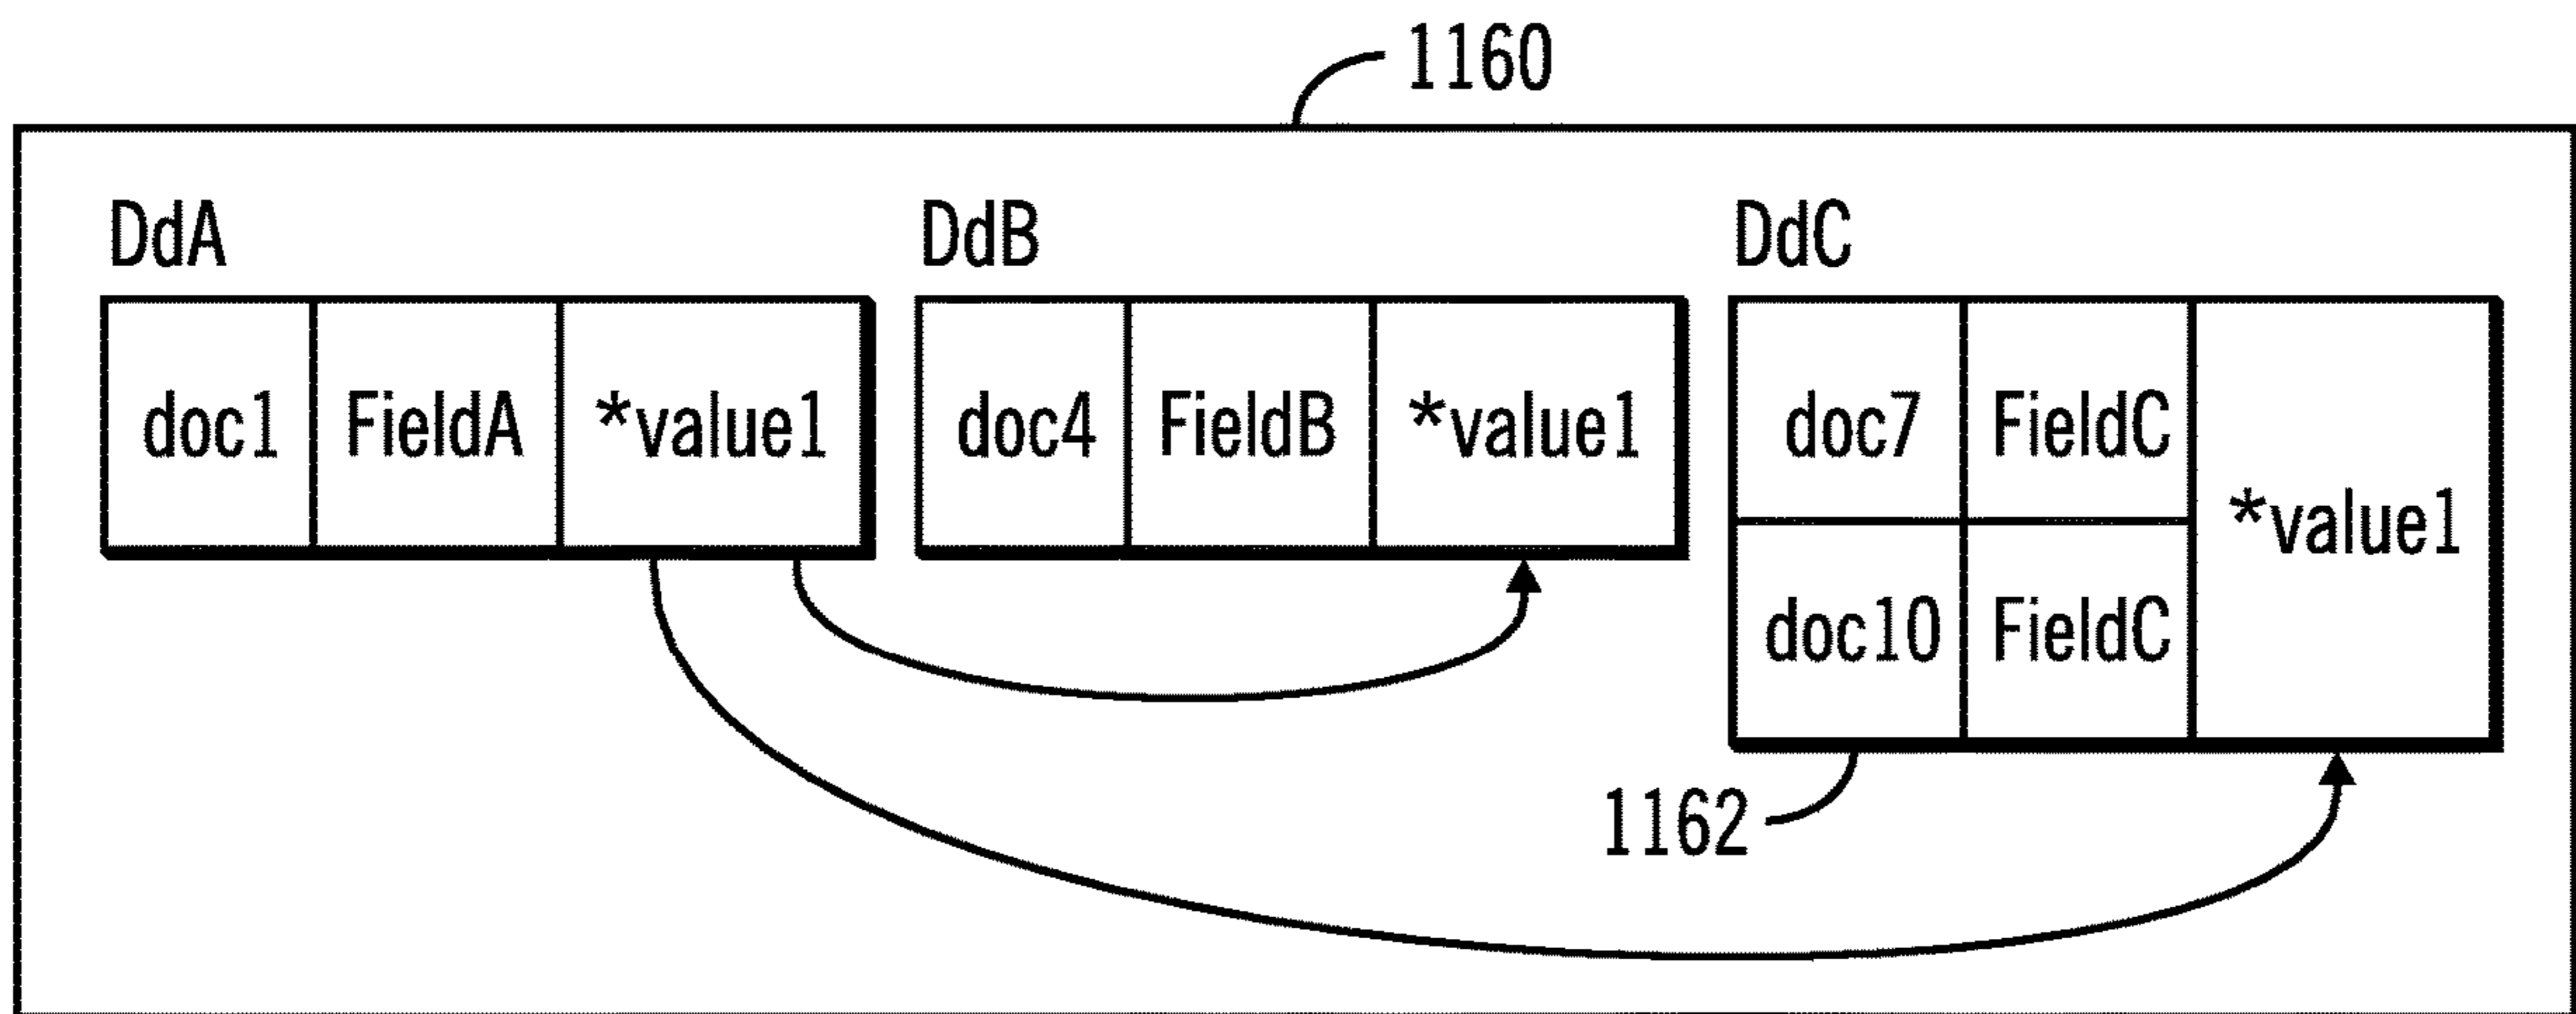 1160
DdA DdB DdC
doc1 FieldA *value1 doc4 FieldB *value1 doc7 FieldC
*value1
doc10 FieldC
1162